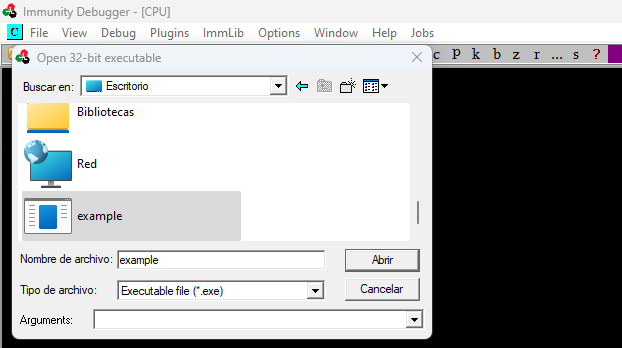 Immunity Debugger - [CPU]
C File View Debug Plugins ImmLib Options Window Help Jobs
Open 32-bit executable
c p k b z r ... s ?
Buscar en: Escritorio
Bibliotecas
Red
example
Nombre de archivo: example Abrir
Tipo de archivo: Executable file (*.exe) Cancelar
Arguments: